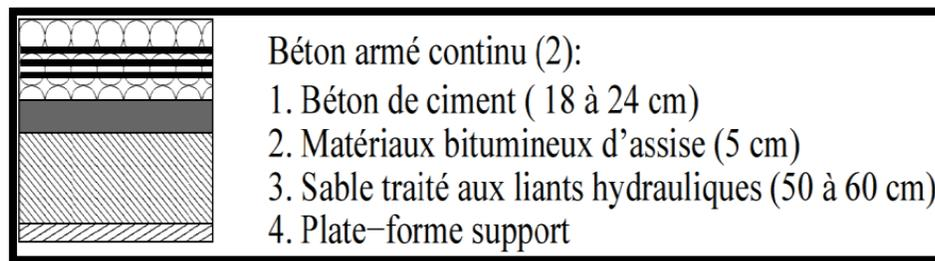 Béton armé continu (2):
1. Béton de ciment ( 18 à 24 cm)
2. Matériaux bitumineux d'assise (5 cm)
3. Sable traité aux liants hydrauliques (50 à 60 cm)
4. Plate−forme support